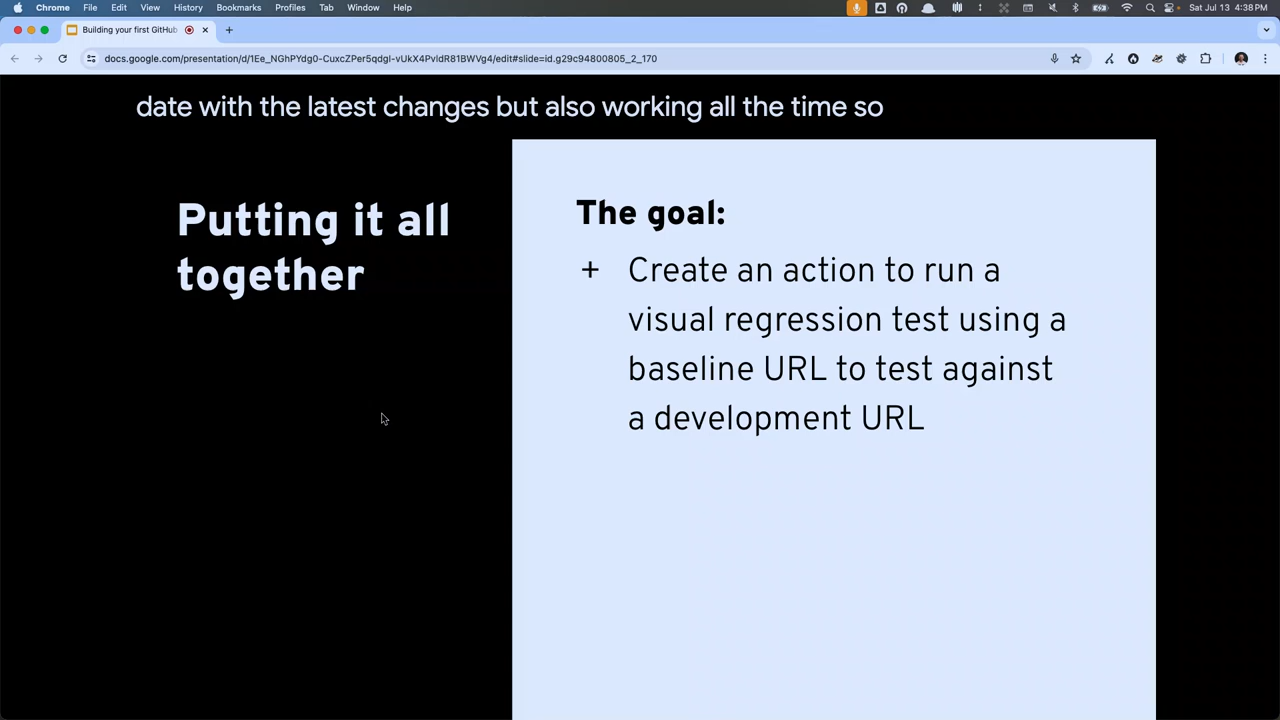 Chrome File Edit View History Bookmarks Profiles Tab Window Help Sat Jul 13 4:38 PM
Building your first GitHub
docs.google.com/presentation/d/1Ee_NGhPYdg0-CuxcZPer5qdgI-vUkX4PvldR81BWVg4/edit#slide=id.g29c94800805_2_170
date with the latest changes but also working all the time so
Putting it all
together
The goal:
+ Create an action to run a
visual regression test using a
baseline URL to test against
a development URL